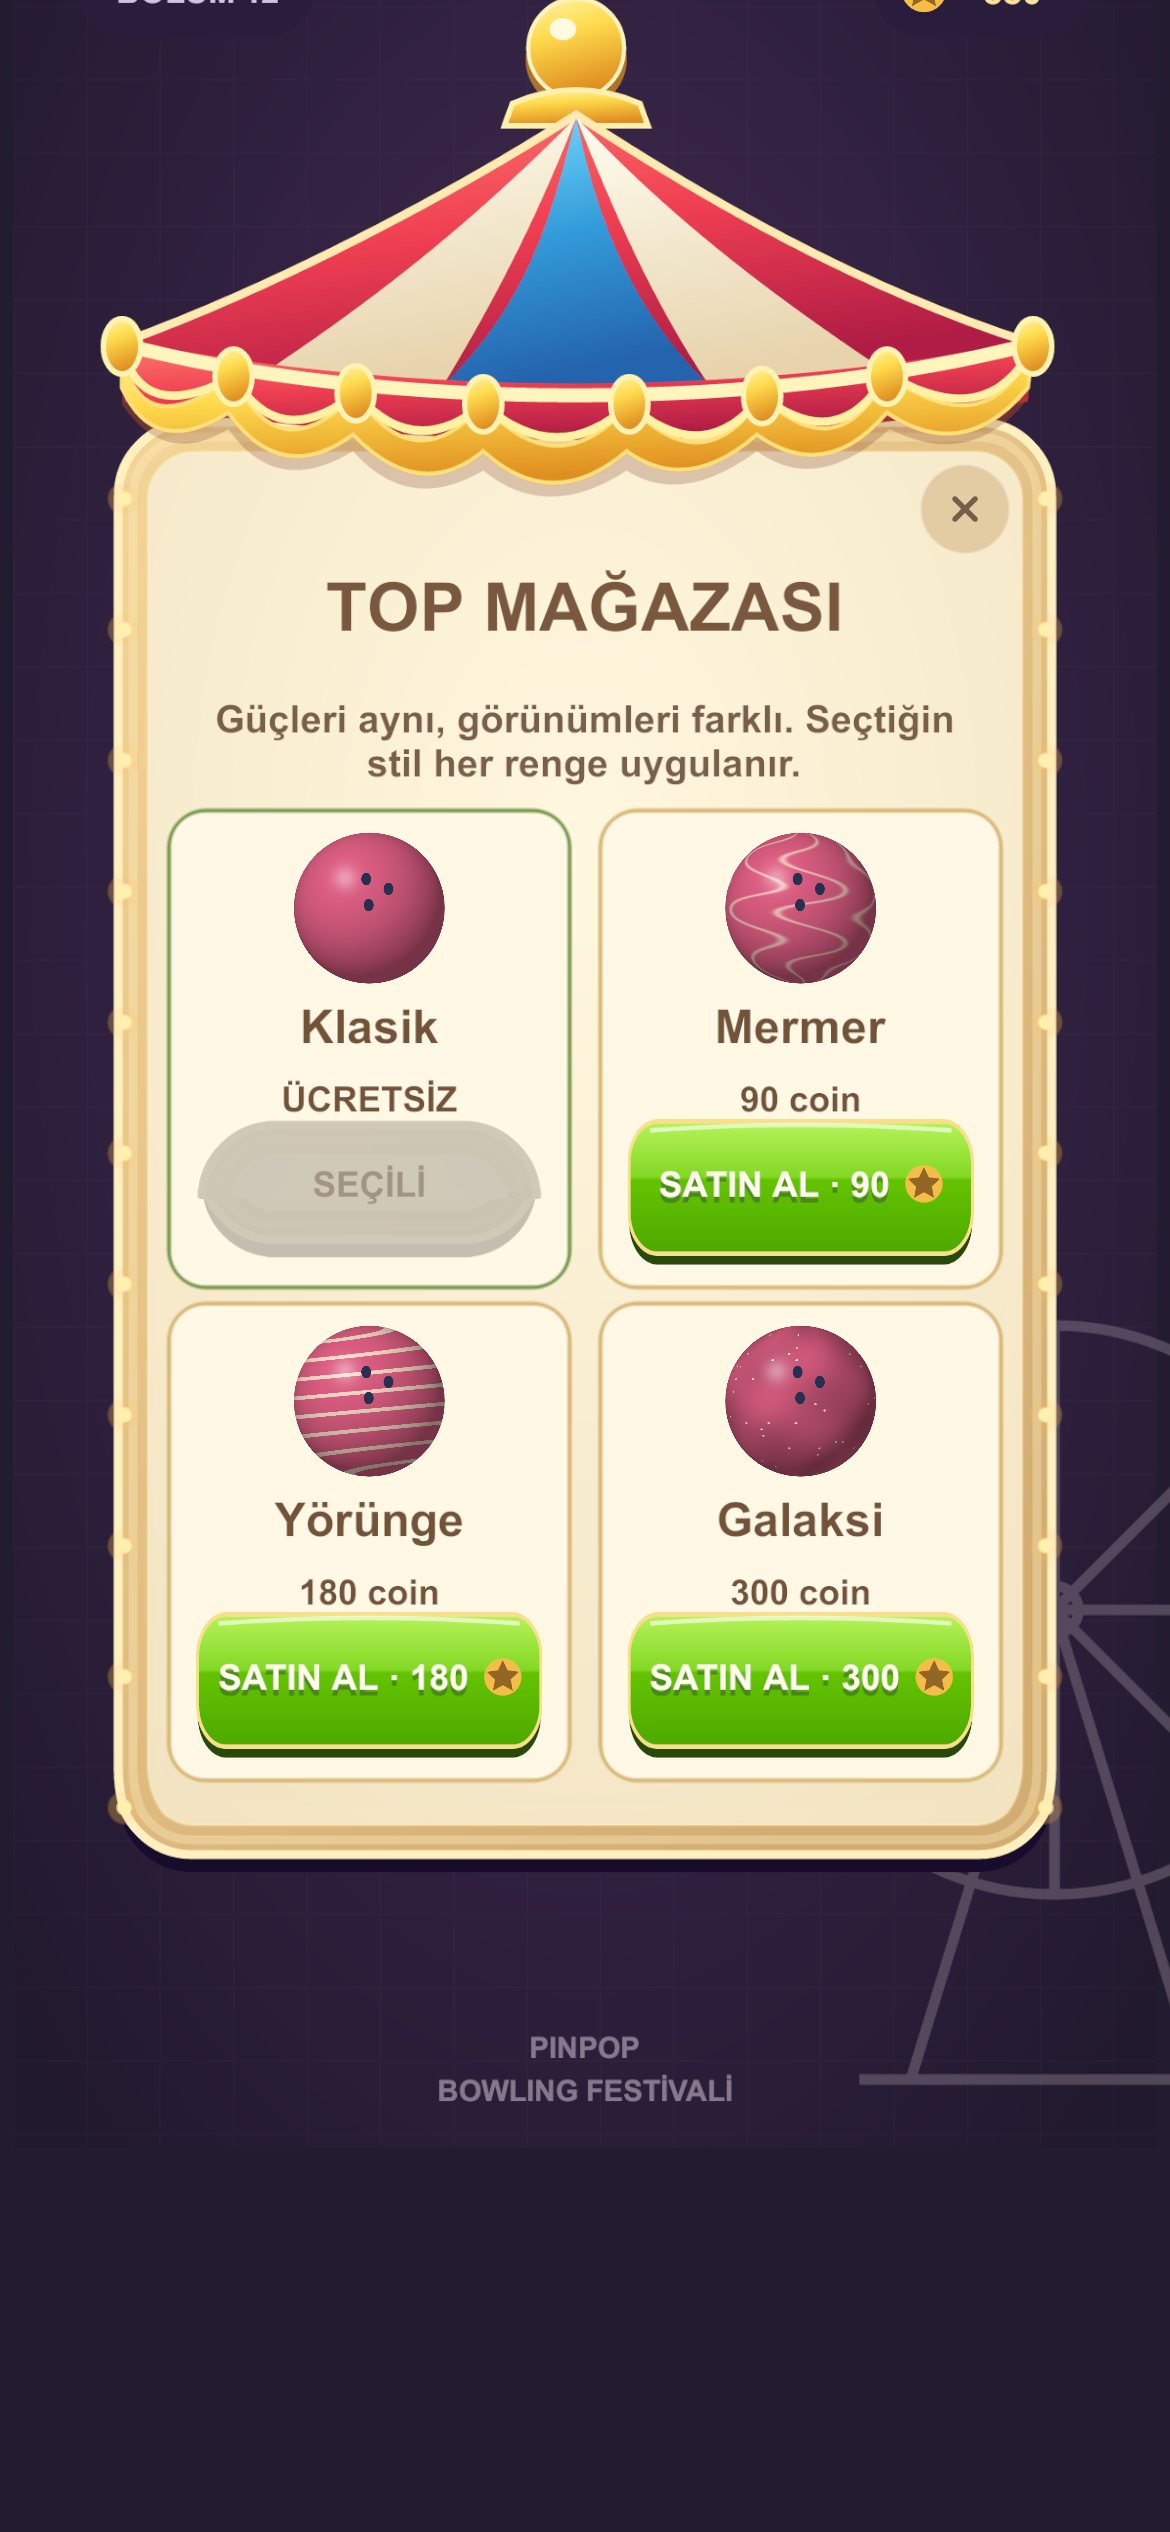 TOP MAĞAZASI
Güçleri aynı, görünümleri farklı. Seçtiğin
stil her renge uygulanır.
Klasik
ÜCRETSİZ
SEÇİLİ
Mermer
90 coin
SATIN AL · 90
Yörünge
180 coin
SATIN AL · 180
Galaksi
300 coin
SATIN AL · 300
PINPOP
BOWLING FESTİVALİ